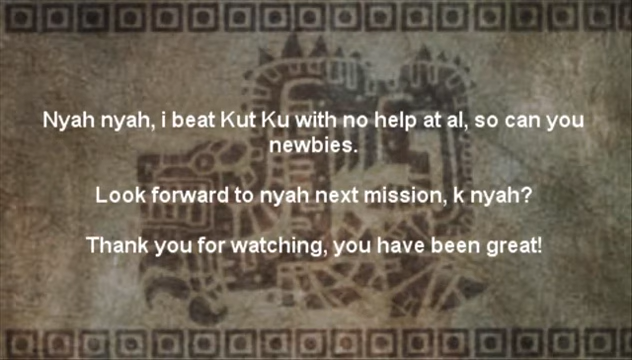 Nyah nyah, i beat Kut Ku with no help at al, so can you
newbies.
Look forward to nyah next mission, k nyah?
Thank you for watching, you have been great!